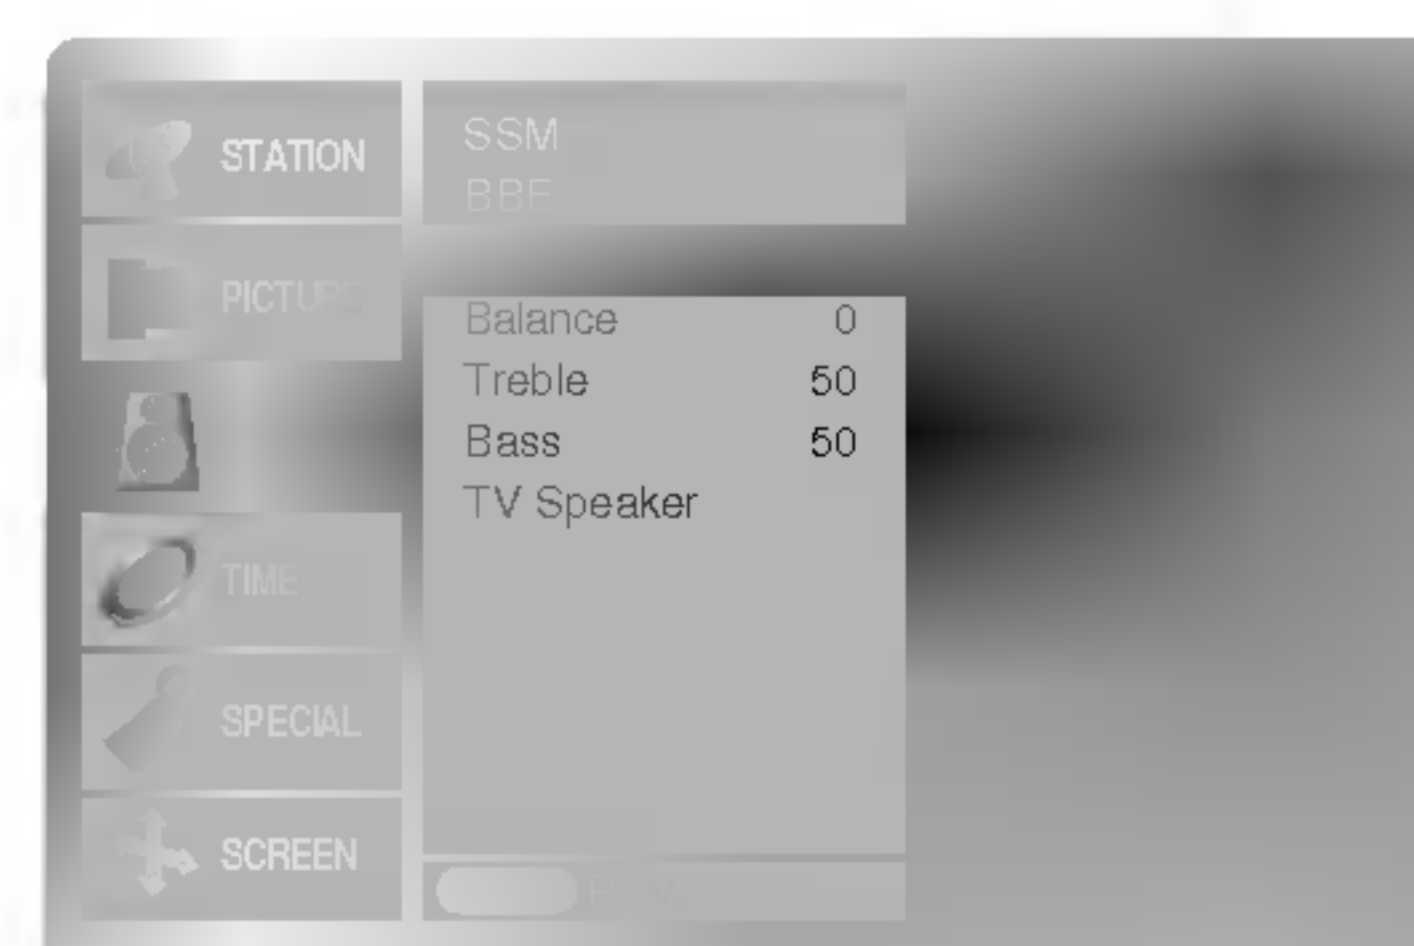 STATION
PICTURE
TIME
SPECIAL
SCREEN
SSM
BBE
Balance 0
Treble 50
Bass 50
TV Speaker